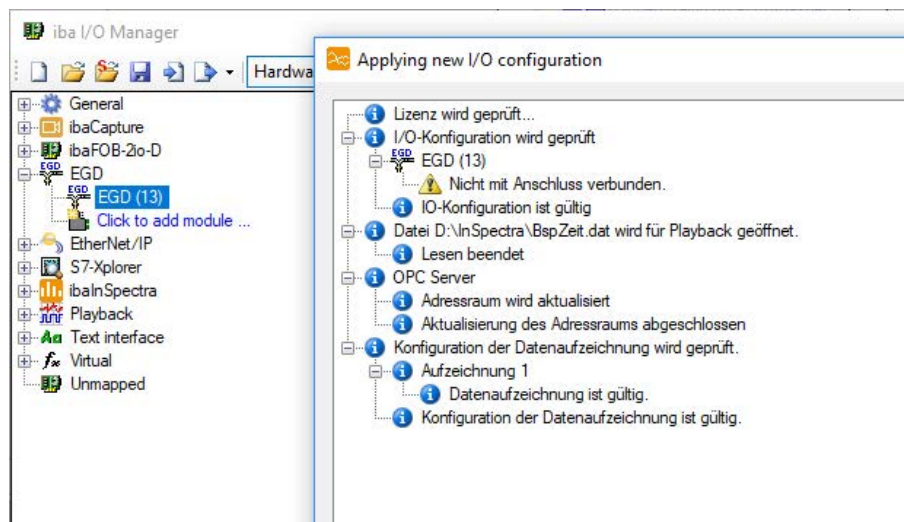 iba I/O Manager
Hardwa
General
ibaCapture
ibaFOB-2io-D
EGD
EGD
EGD
EGD (13)
Click to add module ...
EtherNet/IP
S7-Xplorer
ibaInSpectra
Playback
Text interface
Virtual
Unmapped
Applying new I/O configuration
Lizenz wird geprüft...
I/O-Konfiguration wird geprüft
EGD
EGD (13)
Nicht mit Anschluss verbunden.
IO-Konfiguration ist gültig
Datei D:\InSpectra\BspZeit.dat wird für Playback geöffnet.
Lesen beendet
OPC Server
Adressraum wird aktualisiert
Aktualisierung des Adressraums abgeschlossen
Konfiguration der Datenaufzeichnung wird geprüft.
Aufzeichnung 1
Datenaufzeichnung ist gültig.
Konfiguration der Datenaufzeichnung ist gültig.